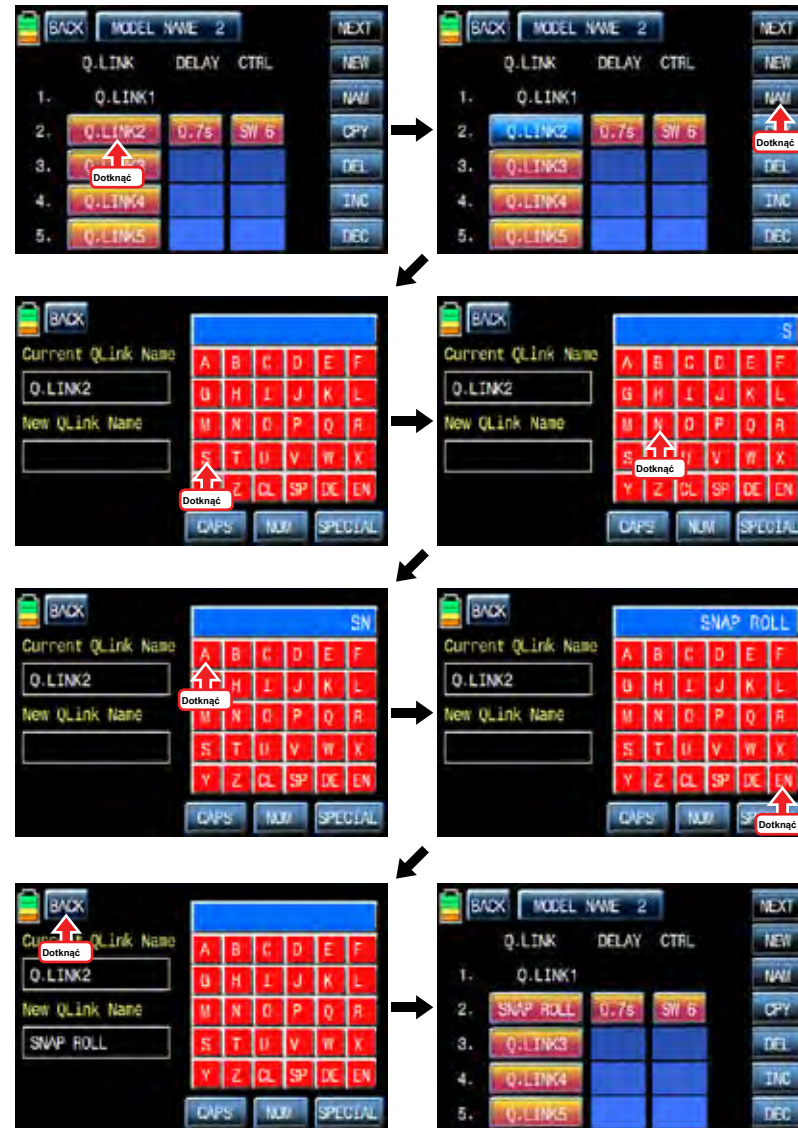 BACK MODEL NAME 2 NEXT
Q.LINK DELAY CTRL NEW
1. Q.LINK1 NAM
2. Q.LINK2 0.7s SW 6 CPY
3. DEL
Dotknąć
4. Q.LINK4 INC
5. Q.LINK5 DEC
BACK MODEL NAME 2 NEXT
Q.LINK DELAY CTRL NEW
1. Q.LINK1 NAM
2. Q.LINK2 0.7s SW 6
Dotknąć
3. Q.LINK3 DEL
4. Q.LINK4 INC
5. Q.LINK5 DEC
BACK
Current QLink Name
Q.LINK2
New QLink Name
A B C D E F
G H I J K L
M N O P Q R
S T U V W X
Z CL SP DE EN
Dotknąć
CAPS NUM SPECIAL
BACK
S
Current QLink Name
Q.LINK2
New QLink Name
A B C D E F
G H I J K L
M N O P Q R
S U V W X
Dotknąć
Y Z CL SP DE EN
CAPS NUM SPECIAL
BACK
SN
Current QLink Name
Q.LINK2
New QLink Name
A B C D E F
H I J K L
Dotknąć
M N O P Q R
S T U V W X
Y Z CL SP DE EN
CAPS NUM SPECIAL
BACK
SNAP ROLL
Current QLink Name
Q.LINK2
New QLink Name
A B C D E F
G H I J K L
M N O P Q R
S T U V W X
Y Z CL SP DE EN
CAPS NUM
Dotknąć
BACK
Current QLink Name
Dotknąć
Q.LINK2
New QLink Name
SNAP ROLL
A B C D E F
G H I J K L
M N O P Q R
S T U V W X
Y Z CL SP DE EN
CAPS NUM SPECIAL
BACK MODEL NAME 2 NEXT
Q.LINK DELAY CTRL NEW
1. Q.LINK1 NAM
2. SNAP ROLL 0.7s SW 6 CPY
3. Q.LINK3 DEL
4. Q.LINK4 INC
5. Q.LINK5 DEC